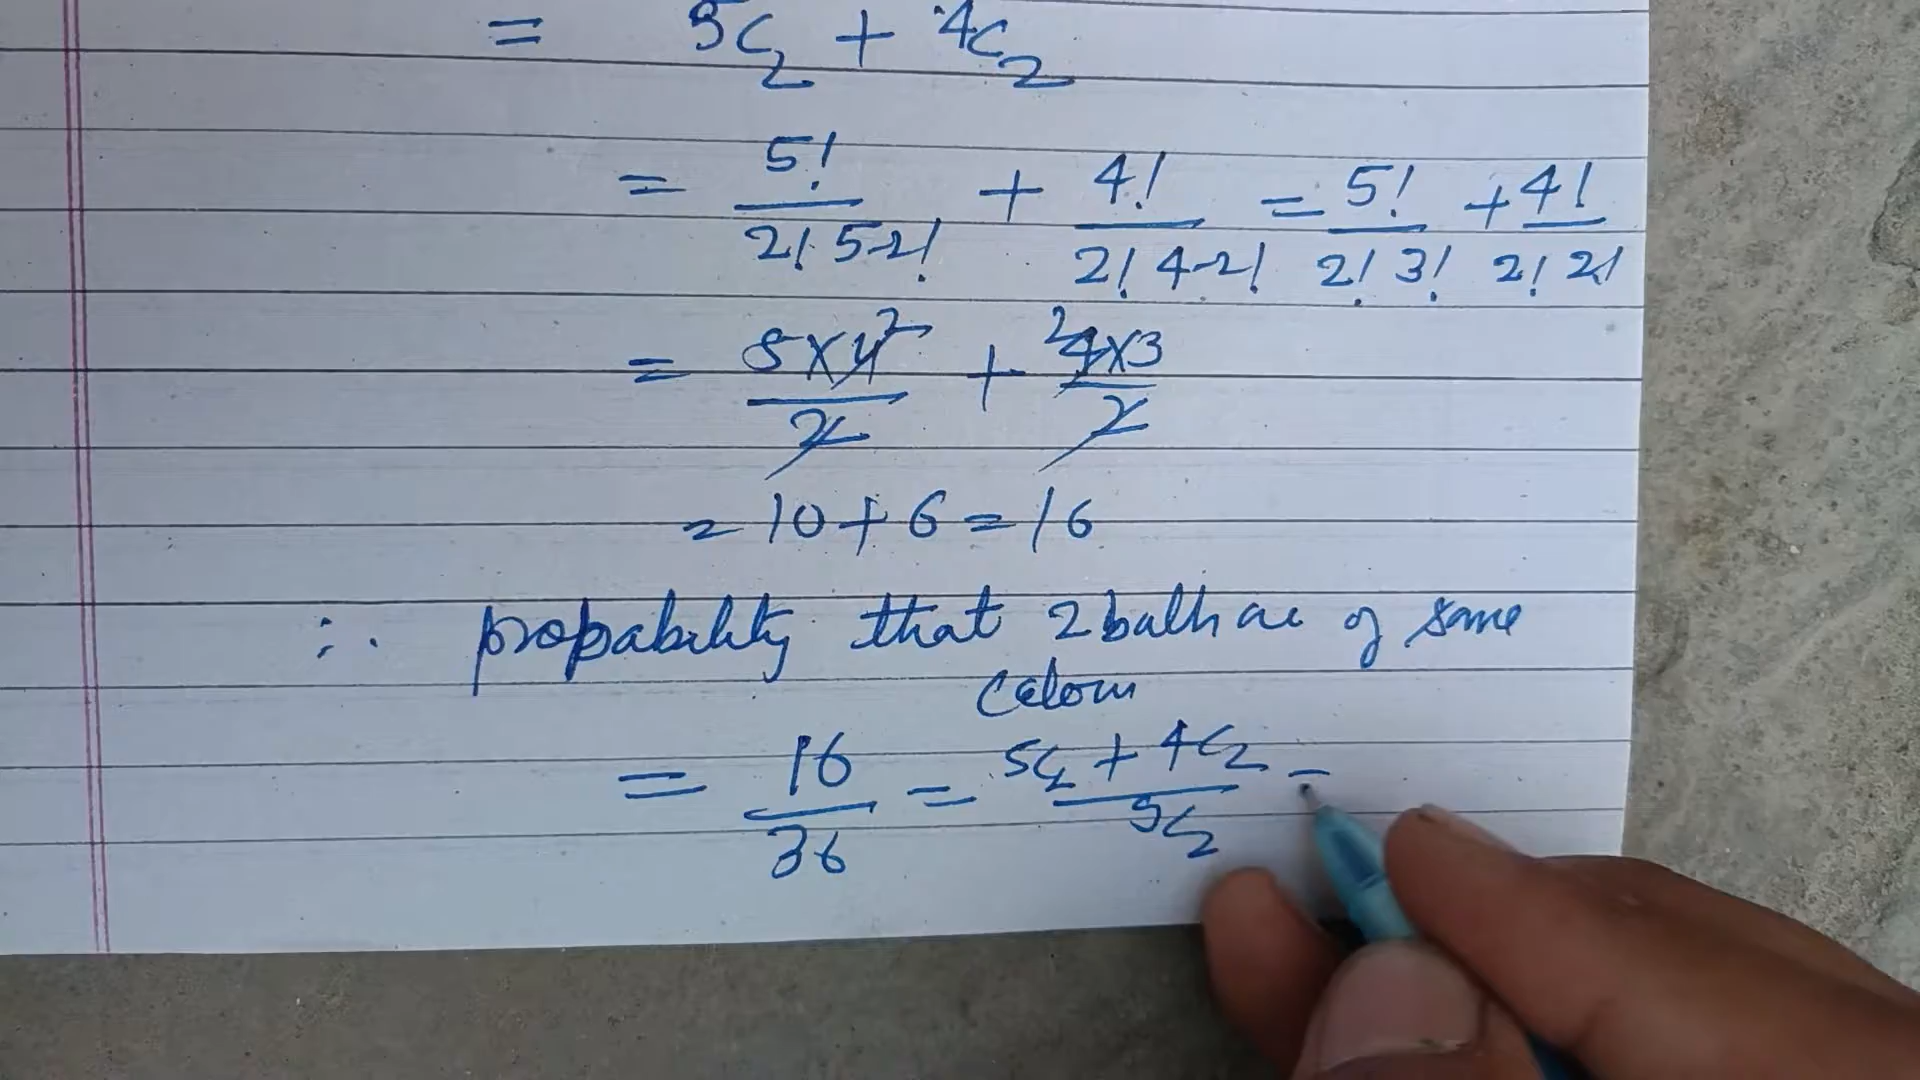 = 5C2 + 4C2
= 5!/2! 5-2! + 4!/2! 4-2! = 5!/2! 3! + 4!/2! 2!
= 5×4 2/2 + 2 4×3/2
= 10 + 6 = 16
∴ probability that 2 balls are of same
Colour
= 16/36 = 5C2 + 4C2/9C2 =